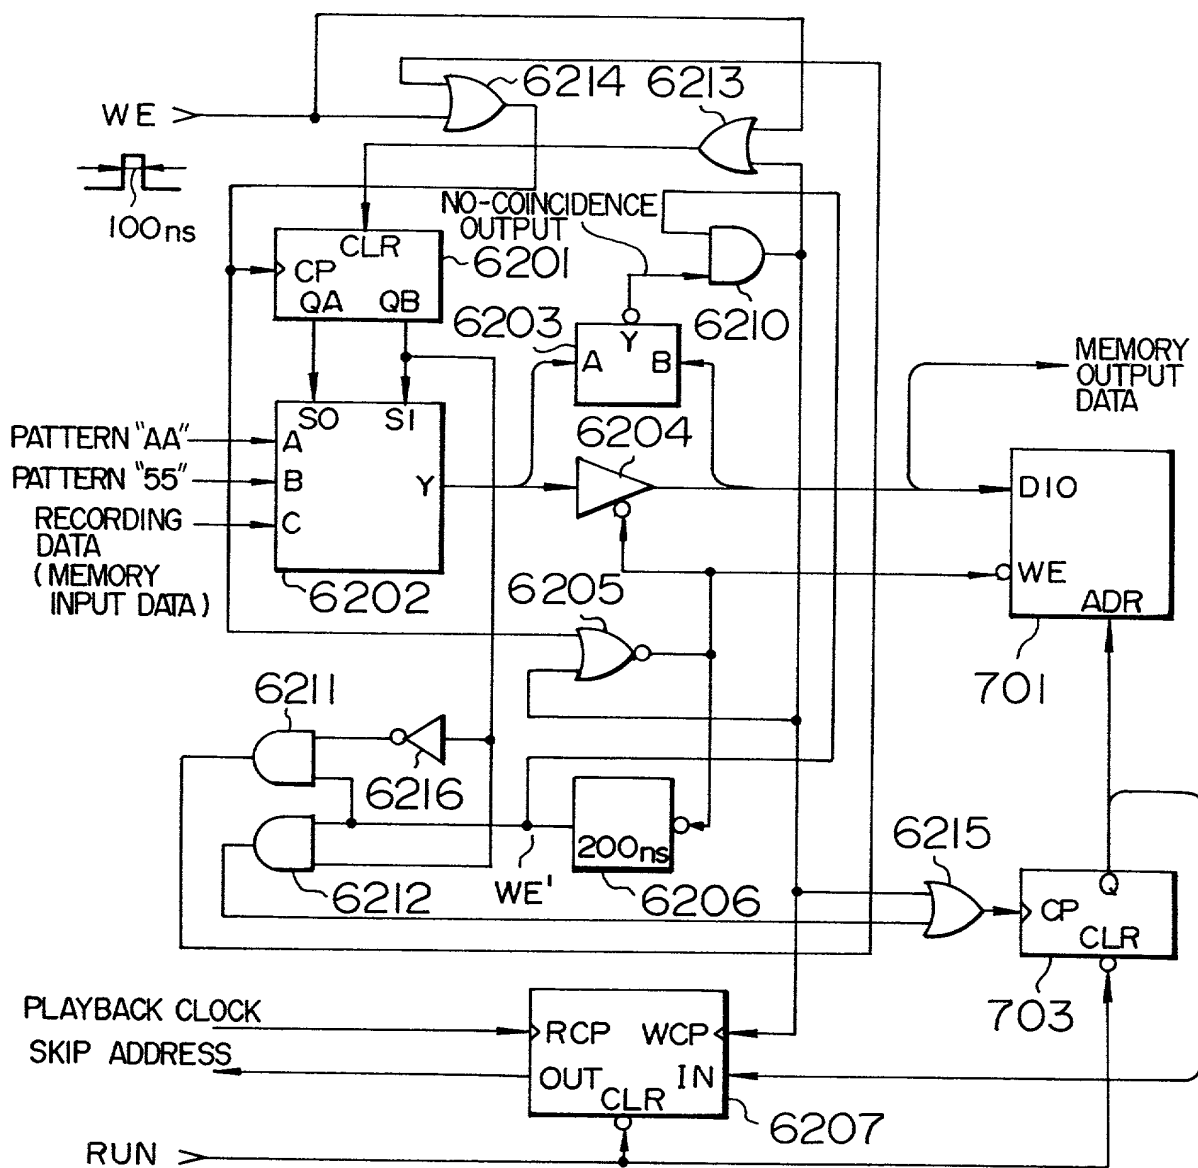 6214
6213
WE
100ns
NO-COINCIDENCE
OUTPUT
CLR
CP
QA
QB
6201
6210
6203
Y
A
B
MEMORY
OUTPUT
DATA
S0
S1
6204
PATTERN "AA"
PATTERN "55"
RECORDING
DATA
(MEMORY
INPUT DATA)
A
B
C
Y
6202
DIO
WE
ADR
701
6205
6211
6216
200ns
6206
WE'
6212
6215
Q
CP
CLR
703
PLAYBACK CLOCK
SKIP ADDRESS
RCP
WCP
OUT
IN
CLR
6207
RUN